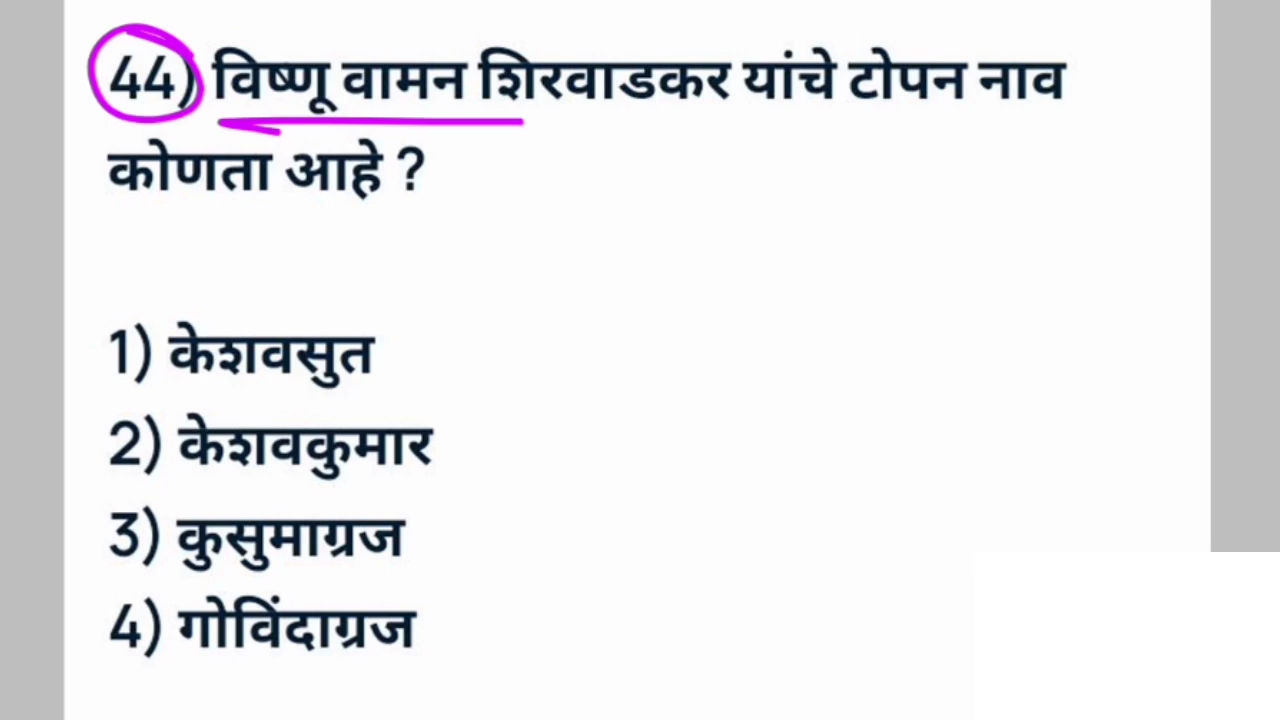 44) विष्णू वामन शिरवाडकर यांचे टोपन नाव
कोणता आहे ?
1) केशवसुत
2) केशवकुमार
3) कुसुमाग्रज
4) गोविंदाग्रज